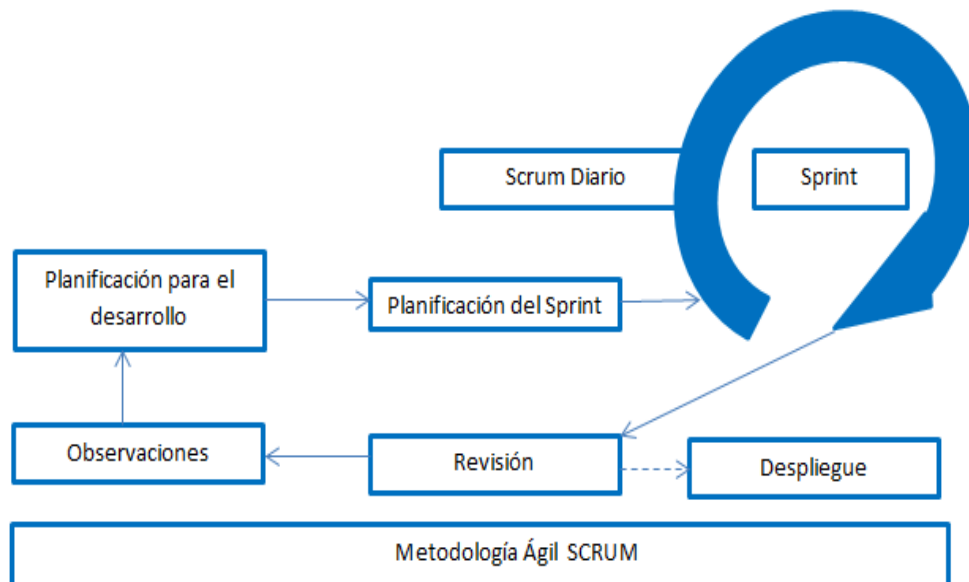 Scrum Diario
Sprint
Planificación para el
desarrollo
Planificación del Sprint
Observaciones
Revisión
Despliegue
Metodología Ágil SCRUM